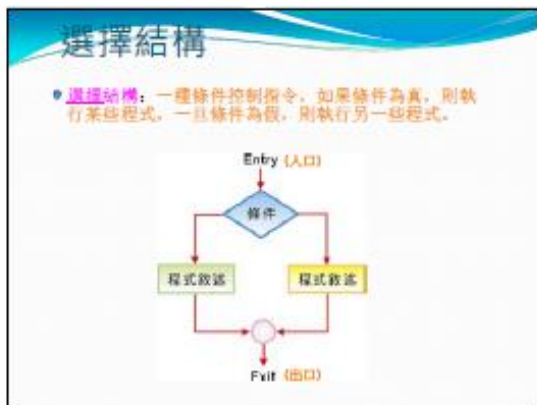 選擇結構
選擇結構：一種條件控制指令，如果條件為真，則執
行某些程式，一旦條件為假，則執行另一些程式。
Entry (入口)
條件
程式敘述 程式敘述
Exit (出口)